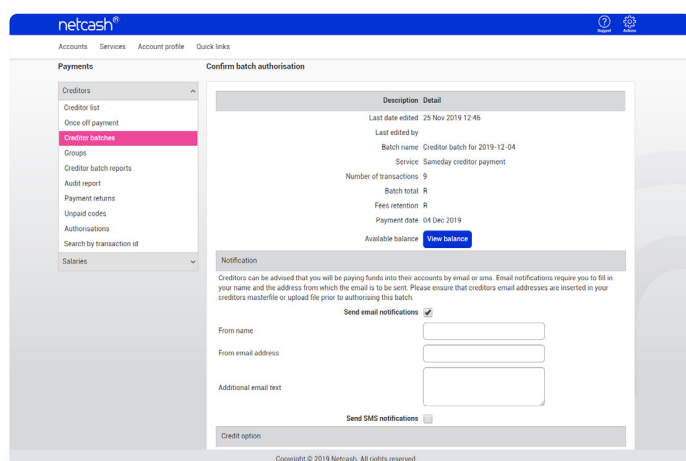 netcash®
Support Actions
Accounts Services Account profile Quick links
Payments
Creditors
Creditor list
Once off payment
Creditor batches
Groups
Creditor batch reports
Audit report
Payment returns
Unpaid codes
Authorisations
Search by transaction id
Salaries
Confirm batch authorisation
Description Detail
Last date edited 25 Nov 2019 12:46
Last edited by
Batch name Creditor batch for 2019-12-04
Service Sameday creditor payment
Number of transactions 9
Batch total R
Fees retention R
Payment date 04 Dec 2019
Available balance View balance
Notification
Creditors can be advised that you will be paying funds into their accounts by email or sms. Email notifications require you to fill in
your name and the address from which the email is to be sent. Please ensure that creditors email addresses are inserted in your
creditors masterfile or upload file prior to authorising this batch.
Send email notifications
From name
From email address
Additional email text
Send SMS notifications
Credit option
Copyright © 2019 Netcash. All rights reserved.